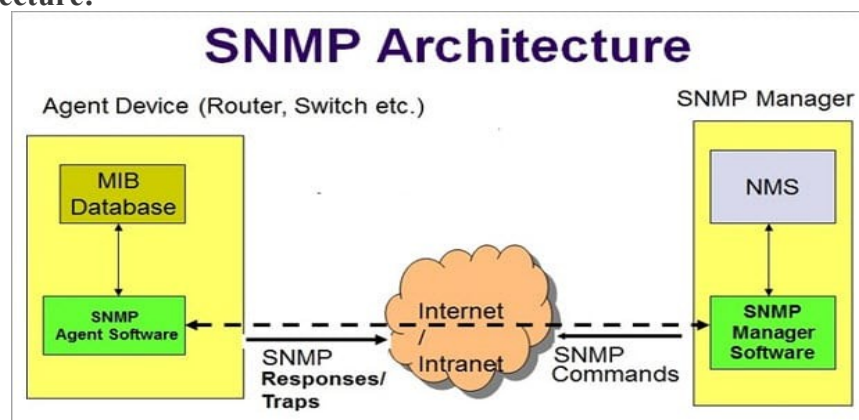 SNMP Architecture
Agent Device (Router, Switch etc.)
SNMP Manager
MIB
Database
NMS
SNMP
Agent Software
Internet
/
Intranet
SNMP
Manager
Software
SNMP
Responses/
Traps
SNMP
Commands